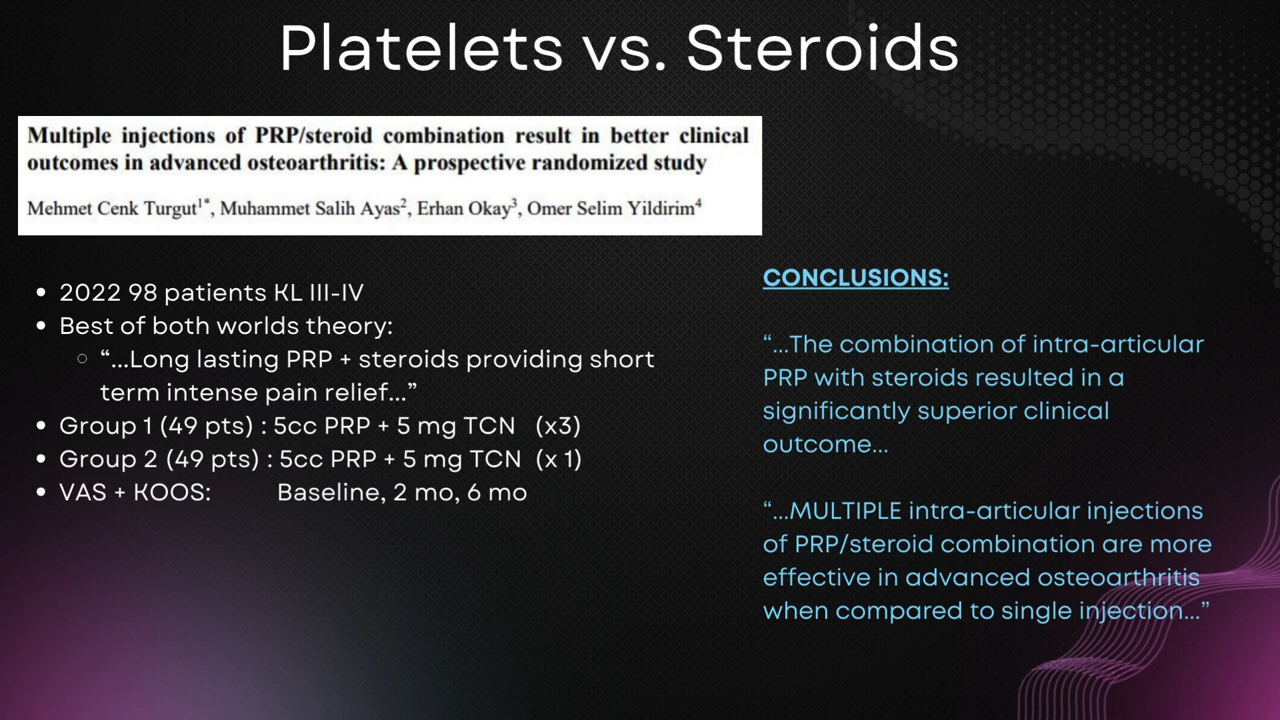 Platelets vs. Steroids
Multiple injections of PRP/steroid combination result in better clinical
outcomes in advanced osteoarthritis: A prospective randomized study
Mehmet Cenk Turgut1*, Muhammet Salih Ayas2, Erhan Okay3, Omer Selim Yildirim4
• 2022 98 patients KL III-IV
• Best of both worlds theory:
○ “...Long lasting PRP + steroids providing short
term intense pain relief...”
• Group 1 (49 pts) : 5cc PRP + 5 mg TCN (x3)
• Group 2 (49 pts) : 5cc PRP + 5 mg TCN (x 1)
• VAS + KOOS: Baseline, 2 mo, 6 mo
CONCLUSIONS:
“...The combination of intra-articular
PRP with steroids resulted in a
significantly superior clinical
outcome...
“...MULTIPLE intra-articular injections
of PRP/steroid combination are more
effective in advanced osteoarthritis
when compared to single injection...”